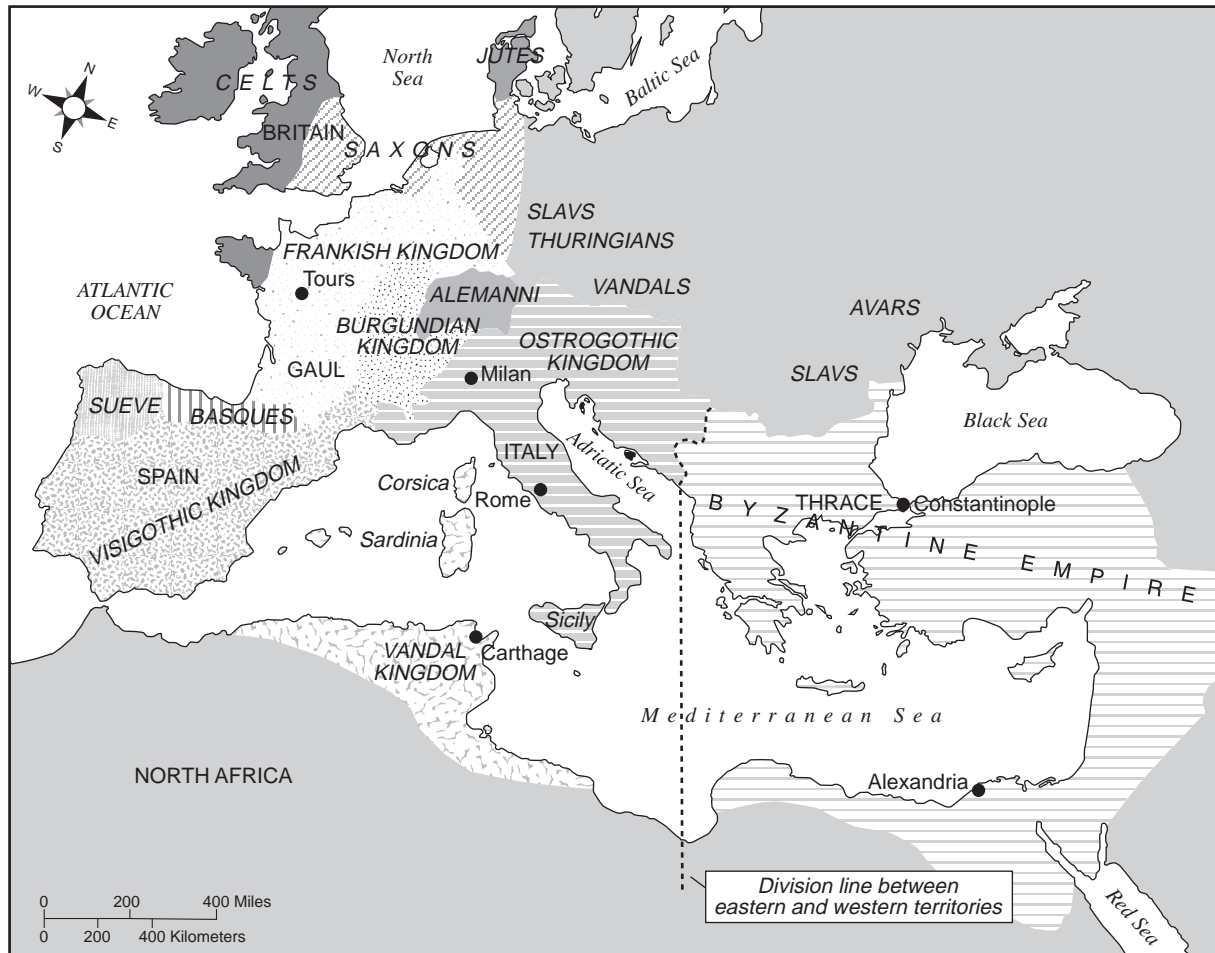 North
Sea
JUTES
Baltic Sea
N
W
E
S
CELTS
BRITAIN
SAXONS
SLAVS
THURINGIANS
FRANKISH KINGDOM
Tours
ATLANTIC
OCEAN
ALEMANNI
VANDALS
AVARS
BURGUNDIAN
KINGDOM
OSTROGOTHIC
KINGDOM
GAUL
Milan
SLAVS
SUEVE
BASQUES
Black Sea
Adriatic Sea
ITALY
SPAIN
VISIGOTHIC KINGDOM
Corsica
Rome
THRACE
Constantinople
BYZANTINE EMPIRE
Sardinia
Sicily
VANDAL
KINGDOM
Carthage
Mediterranean Sea
NORTH AFRICA
Alexandria
Division line between
eastern and western territories
Red Sea
0 200 400 Miles
0 200 400 Kilometers